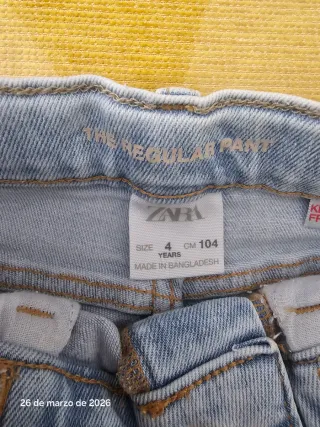 THE REGULAR PANT
ZARA
SIZE 4 YEARS CM 104
MADE IN BANGLADESH
26 de marzo de 2026